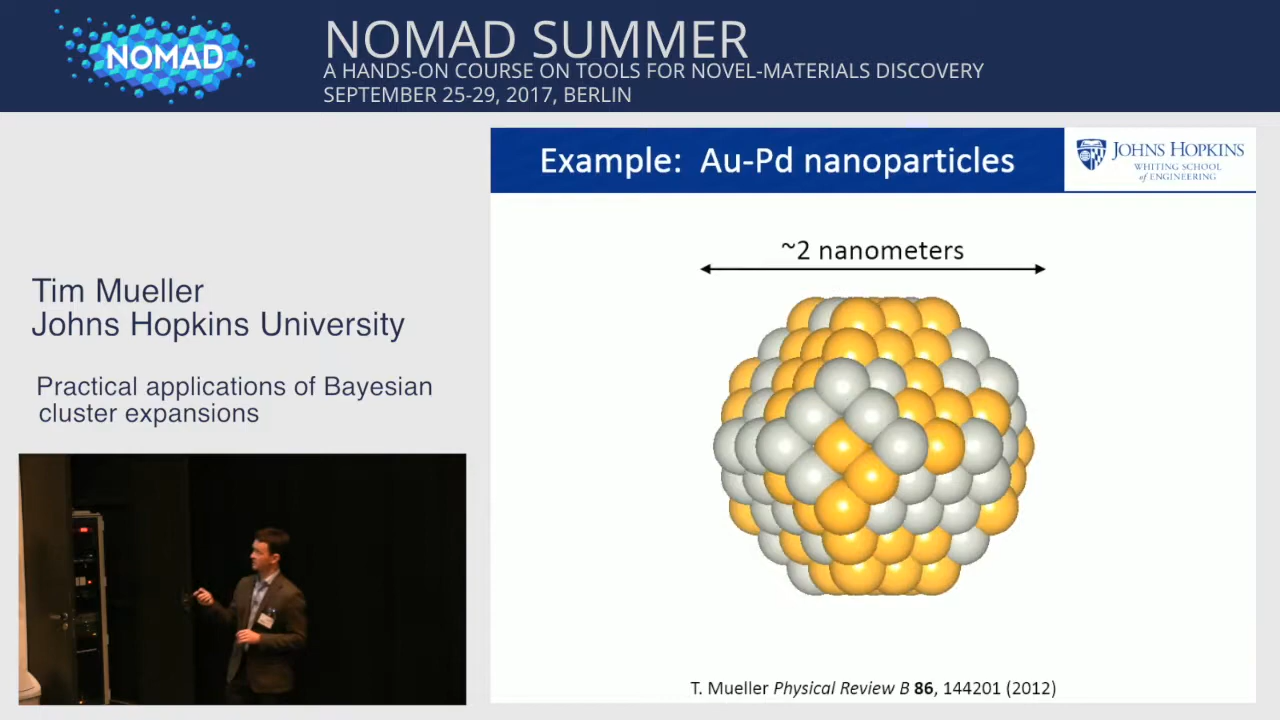 NOMAD
NOMAD SUMMER
A HANDS-ON COURSE ON TOOLS FOR NOVEL-MATERIALS DISCOVERY
SEPTEMBER 25-29, 2017, BERLIN
Tim Mueller
Johns Hopkins University
Practical applications of Bayesian
cluster expansions
Example: Au-Pd nanoparticles
JOHNS HOPKINS
WHITING SCHOOL
of ENGINEERING
~2 nanometers
T. Mueller Physical Review B 86, 144201 (2012)